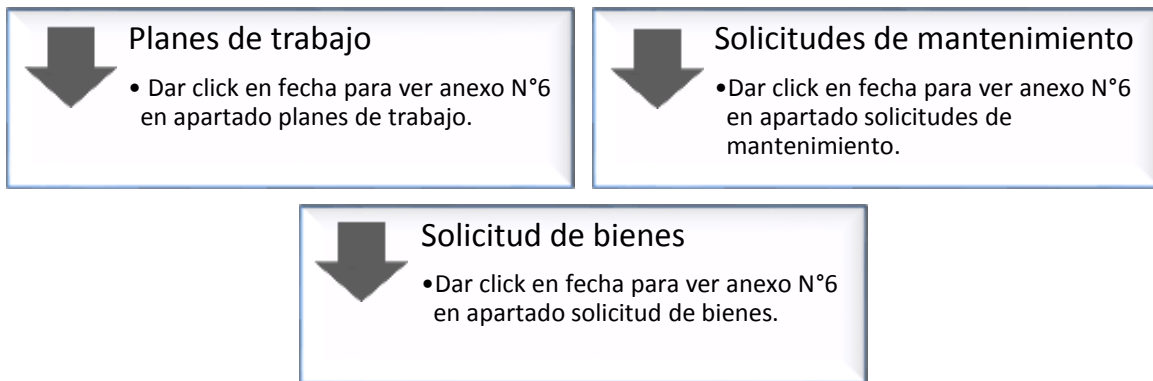 Planes de trabajo
• Dar click en fecha para ver anexo N°6
en apartado planes de trabajo.
Solicitudes de mantenimiento
•Dar click en fecha para ver anexo N°6
en apartado solicitudes de
mantenimiento.
Solicitud de bienes
•Dar click en fecha para ver anexo N°6
en apartado solicitud de bienes.